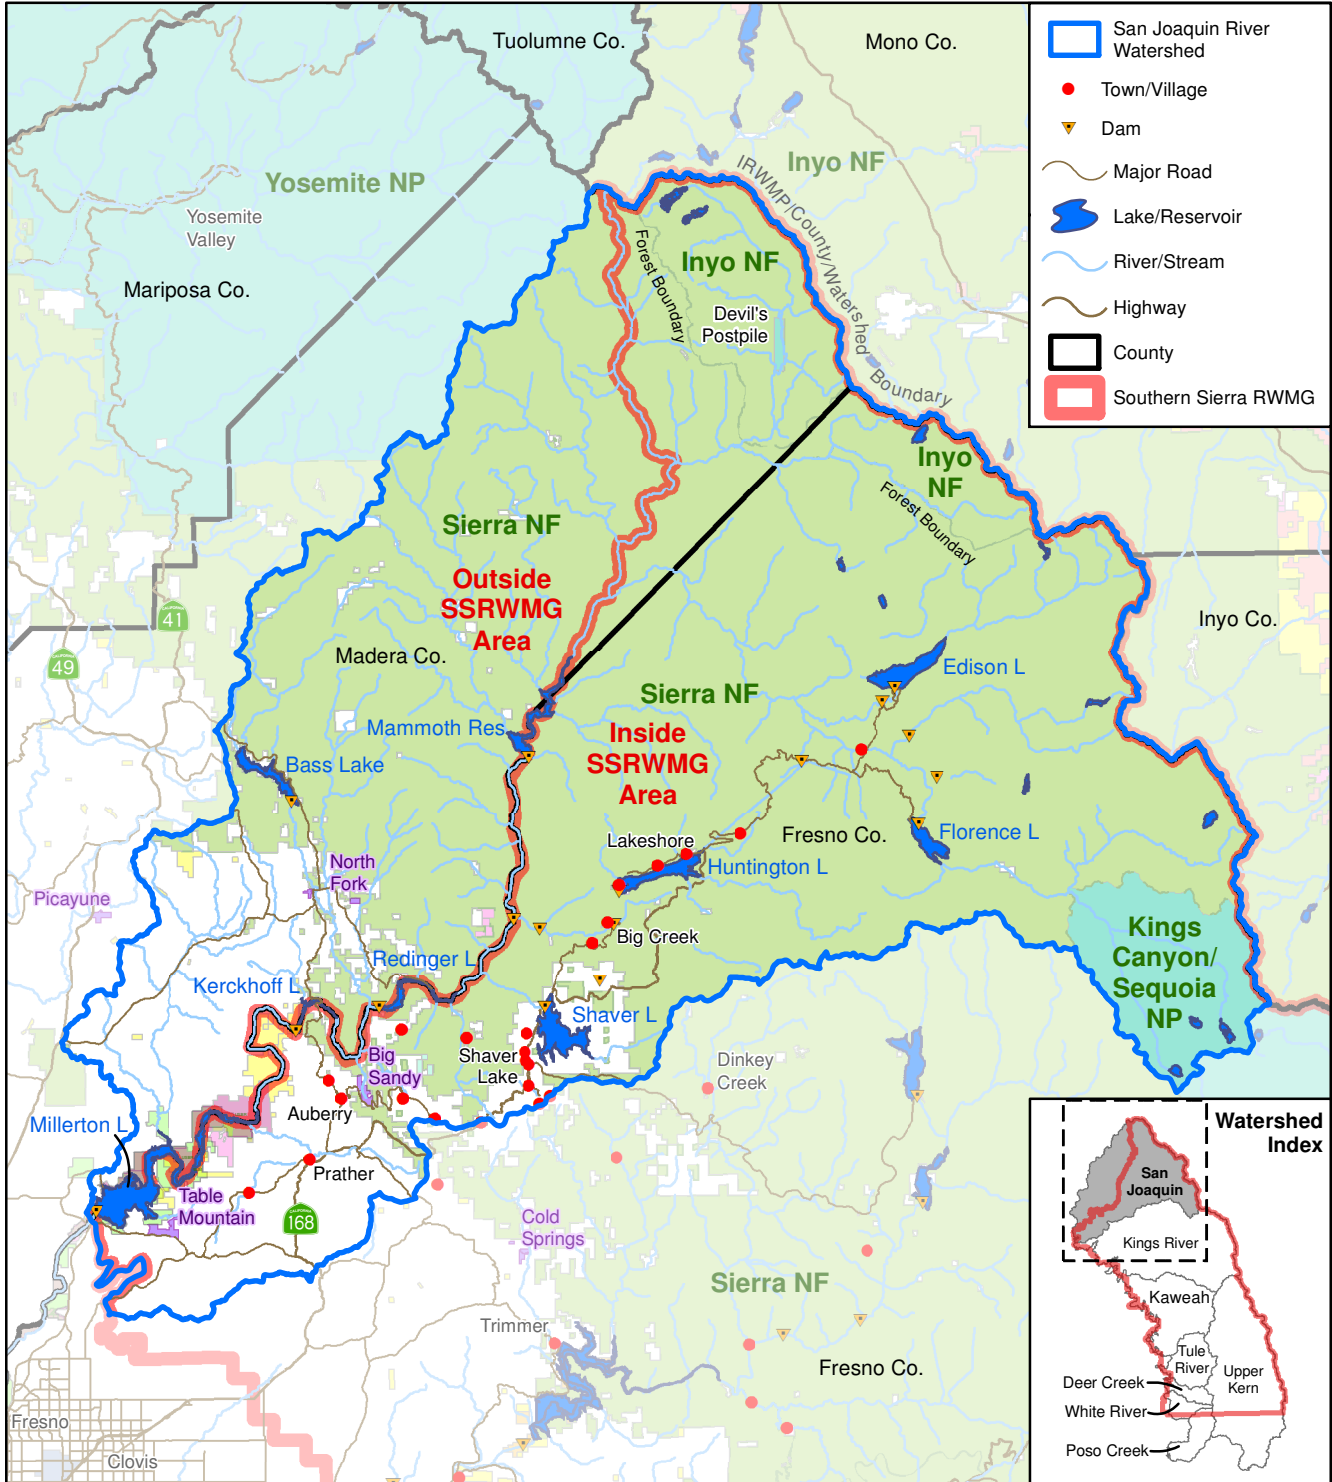 Tuolumne Co.
Mono Co.
San Joaquin River
Watershed
Town/Village
Dam
Major Road
Lake/Reservoir
River/Stream
Highway
County
Southern Sierra RWMG
Inyo NF
IRWMP/County/Watershed
Boundary
Yosemite NP
Yosemite
Valley
Mariposa Co.
Forest Boundary
Inyo NF
Devil's
Postpile
Inyo
NF
Forest Boundary
Sierra NF
Outside
SSRWMG
Area
Madera Co.
CALIFORNIA
41
CALIFORNIA
49
Inyo Co.
Edison L
Sierra NF
Mammoth Res
Inside
SSRWMG
Area
Bass Lake
Lakeshore
Fresno Co.
Florence L
Huntington L
North
Fork
Picayune
Big Creek
Kings
Canyon/
Sequoia
NP
Redinger L
Kerckhoff L
Shaver L
Shaver
Lake
Big
Sandy
Dinkey
Creek
Auberry
Millerton L
Prather
Table
Mountain
CALIFORNIA
168
Cold
Springs
Sierra NF
Trimmer
Fresno Co.
Fresno
Clovis
Watershed
Index
San
Joaquin
Kings River
Kaweah
Tule
River
Upper
Kern
Deer Creek
White River
Poso Creek